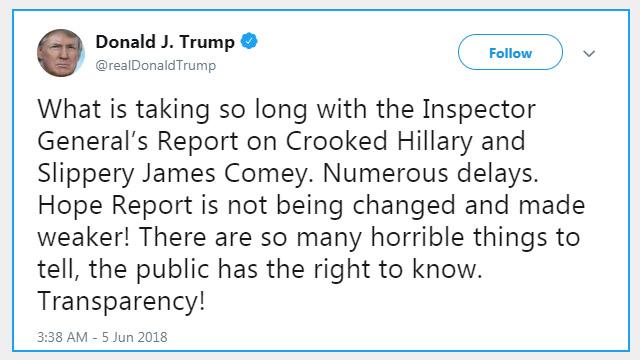 Donald J. Trump
@realDonaldTrump
Follow
What is taking so long with the Inspector
General’s Report on Crooked Hillary and
Slippery James Comey. Numerous delays.
Hope Report is not being changed and made
weaker! There are so many horrible things to
tell, the public has the right to know.
Transparency!
3:38 AM - 5 Jun 2018